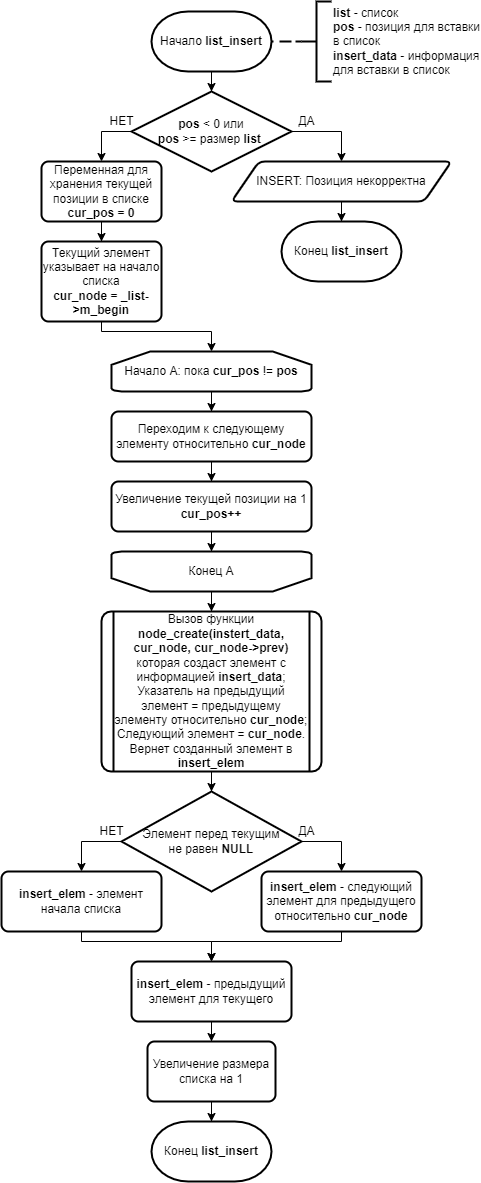 Начало list_insert
list - список
pos - позиция для вставки
в список
insert_data - информация
для вставки в список
НЕТ
pos < 0 или
pos >= размер list
ДА
Переменная для
хранения текущей
позиции в списке
cur_pos = 0
INSERT: Позиция некорректна
Текущий элемент
указывает на начало
списка
cur_node = _list-
>m_begin
Конец list_insert
Начало А: пока cur_pos != pos
Переходим к следующему
элементу относительно cur_node
Увеличение текущей позиции на 1
cur_pos++
Конец А
Вызов функции
node_create(instert_data,
cur_node, cur_node->prev)
которая создаст элемент с
информацией insert_data;
Указатель на предыдущий
элемент = предыдущему
элементу относительно cur_node;
Следующий элемент = cur_node.
Вернет созданный элемент в
insert_elem
НЕТ
Элемент перед текущим
не равен NULL
ДА
insert_elem - элемент
начала списка
insert_elem - следующий
элемент для предыдущего
относительно cur_node
insert_elem - предыдущий
элемент для текущего
Увеличение размера
списка на 1
Конец list_insert